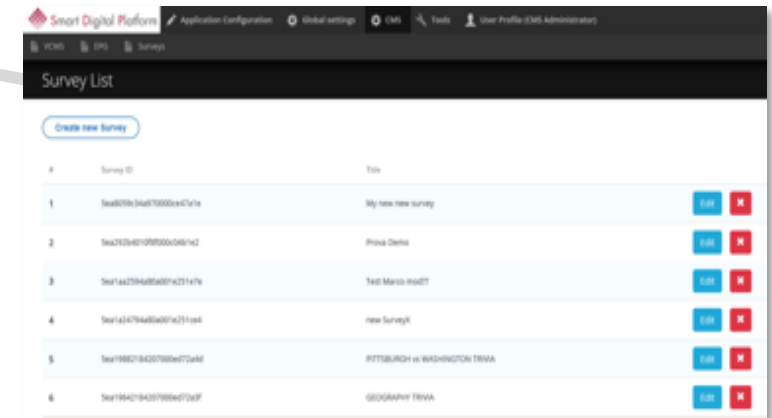 Smart Digital Platform Application Configuration Global settings CMS Tools User Profile (CMS Administrator)
VCMS EPG Surveys
Survey List
Create new Survey
# Survey ID Title
1 My new new survey Edit
2 Prova Demo Edit
3 Test Marco mod?? Edit
4 new SurveyX Edit
5 PITTSBURGH vs WASHINGTON TRIVIA Edit
6 GEOGRAPHY TRIVIA Edit